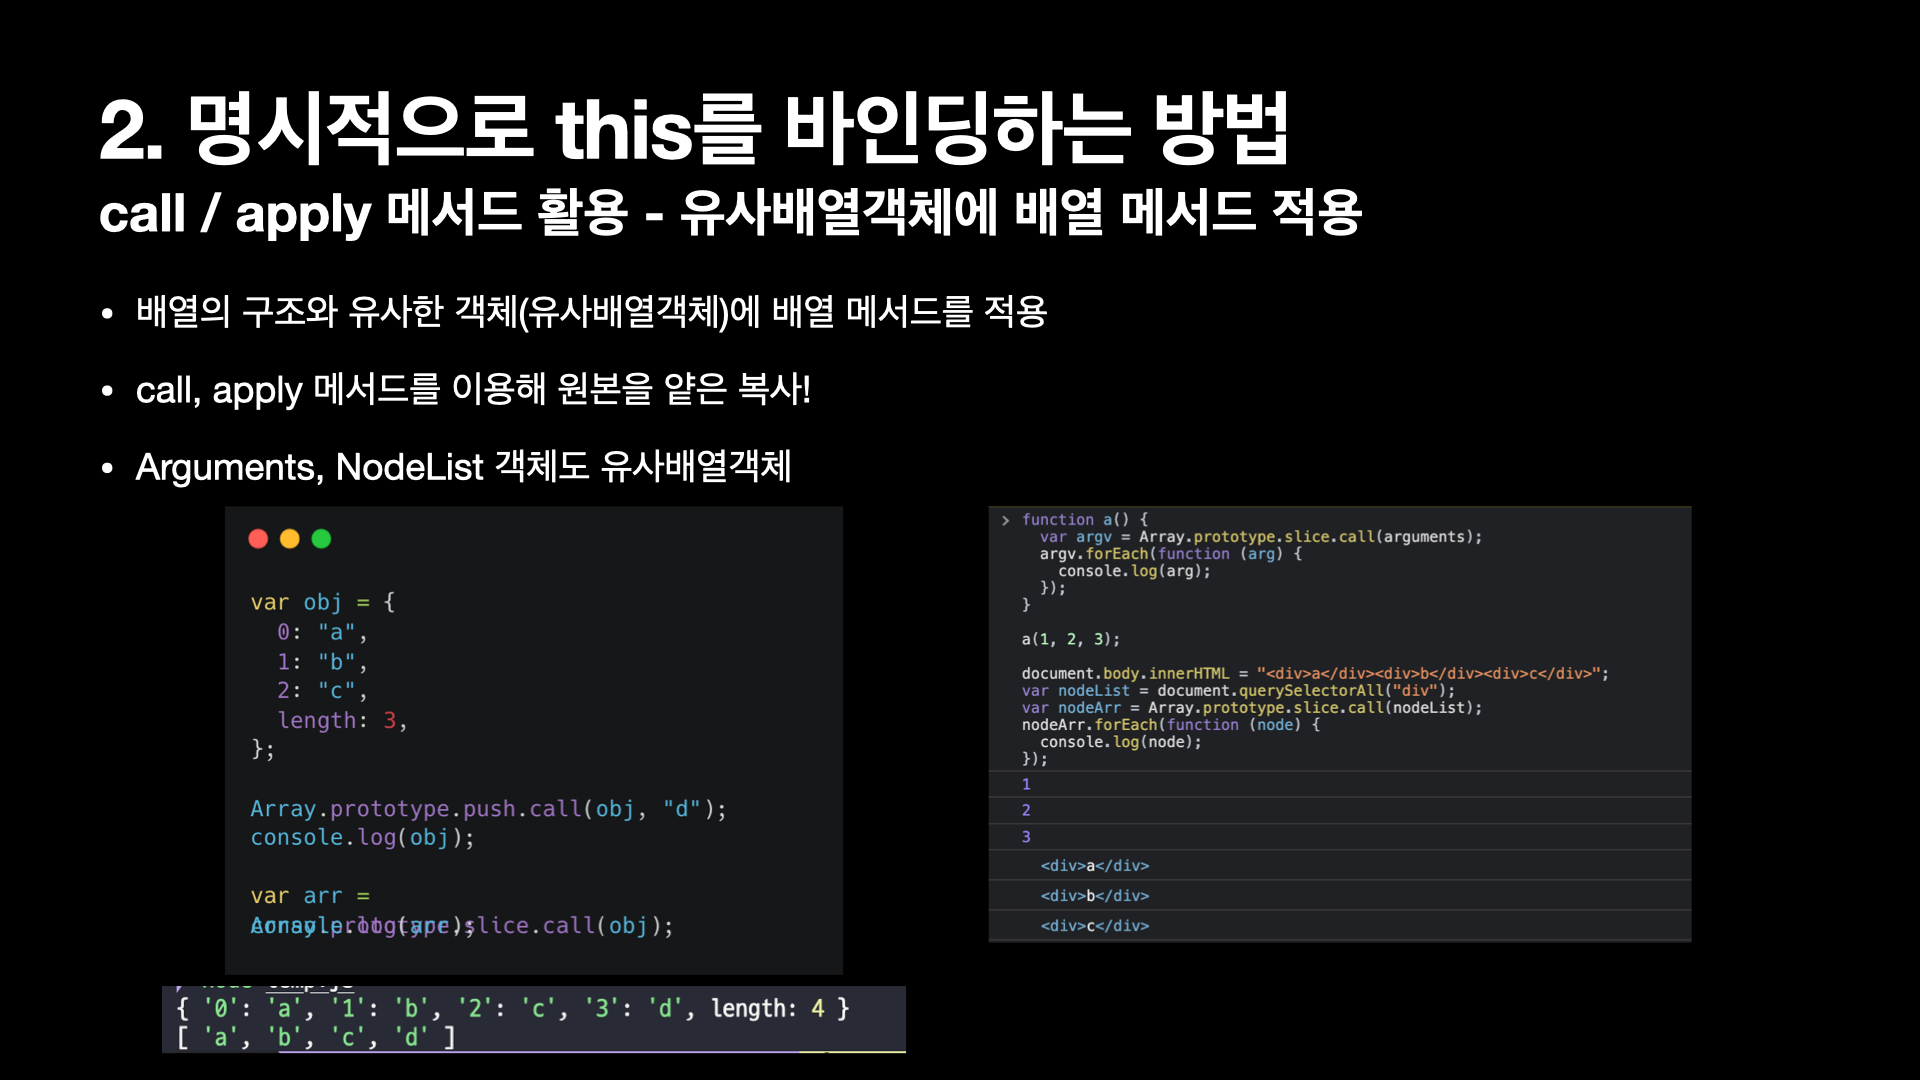 2. 명시적으로 this를 바인딩하는 방법
call / apply 메서드 활용 - 유사배열객체에 배열 메서드 적용
• 배열의 구조와 유사한 객체(유사배열객체)에 배열 메서드를 적용
• call, apply 메서드를 이용해 원본을 얕은 복사!
• Arguments, NodeList 객체도 유사배열객체
var obj = {
  0: "a",
  1: "b",
  2: "c",
  length: 3,
};
Array.prototype.push.call(obj, "d");
console.log(obj);
var arr =
Array.prototype.slice.call(obj);
console.log(arr);
node temp.js
{ '0': 'a', '1': 'b', '2': 'c', '3': 'd', length: 4 }
[ 'a', 'b', 'c', 'd' ]
> function a() {
  var argv = Array.prototype.slice.call(arguments);
  argv.forEach(function (arg) {
    console.log(arg);
  });
}
a(1, 2, 3);
document.body.innerHTML = "<div>a</div><div>b</div><div>c</div>";
var nodeList = document.querySelectorAll("div");
var nodeArr = Array.prototype.slice.call(nodeList);
nodeArr.forEach(function (node) {
  console.log(node);
});
1
2
3
<div>a</div>
<div>b</div>
<div>c</div>